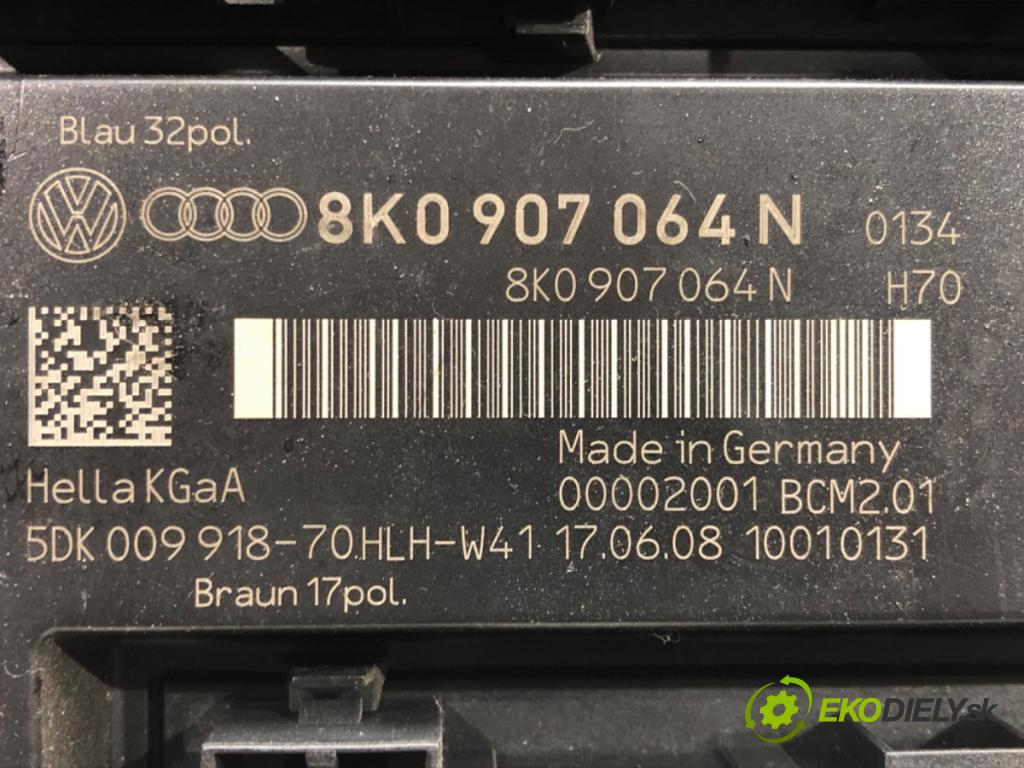 Blau 32pol.
8K0 907 064 N 0134
8K0 907 064 N H70
Made in Germany
Hella KGaA 00002001 BCM2.01
5DK 009 918-70 HLH-W41 17.06.08 10010131
Braun 17pol.
EKODIELY.sk